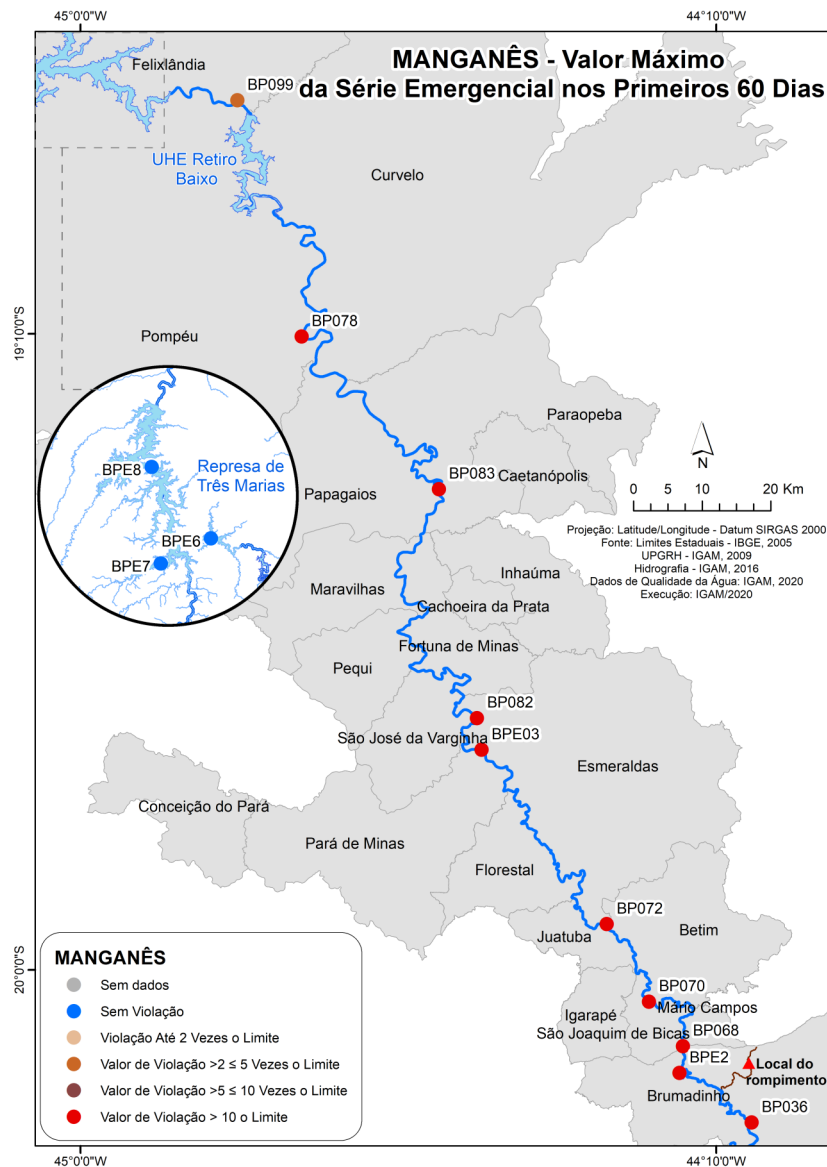 45°0'0"W
44°10'0"W
MANGANÊS - Valor Máximo
da Série Emergencial nos Primeiros 60 Dias
Felixlândia
BP099
UHE Retiro
Baixo
Curvelo
19°10'0"S
BP078
Pompéu
Paraopeba
BPE8
Represa de
Três Marias
BPE6
BPE7
BP083
Caetanópolis
Papagaios
N
0 5 10 20 Km
Projeção: Latitude/Longitude - Datum SIRGAS 2000
Fonte: Limites Estaduais - IBGE, 2005
UPGRH - IGAM, 2009
Hidrografia - IGAM, 2016
Dados de Qualidade da Água: IGAM, 2020
Execução: IGAM/2020
Inhaúma
Maravilhas
Cachoeira da Prata
Fortuna de Minas
Pequi
BP082
São José da Varginha
BPE03
Esmeraldas
Conceição do Pará
Pará de Minas
Florestal
BP072
Juatuba
Betim
20°0'0"S
BP070
Mário Campos
Igarapé
São Joaquim de Bicas
BP068
BPE2
Local do
rompimento
Brumadinho
BP036
MANGANÊS
Sem dados
Sem Violação
Violação Até 2 Vezes o Limite
Valor de Violação >2 ≤ 5 Vezes o Limite
Valor de Violação >5 ≤ 10 Vezes o Limite
Valor de Violação > 10 o Limite
45°0'0"W
44°10'0"W